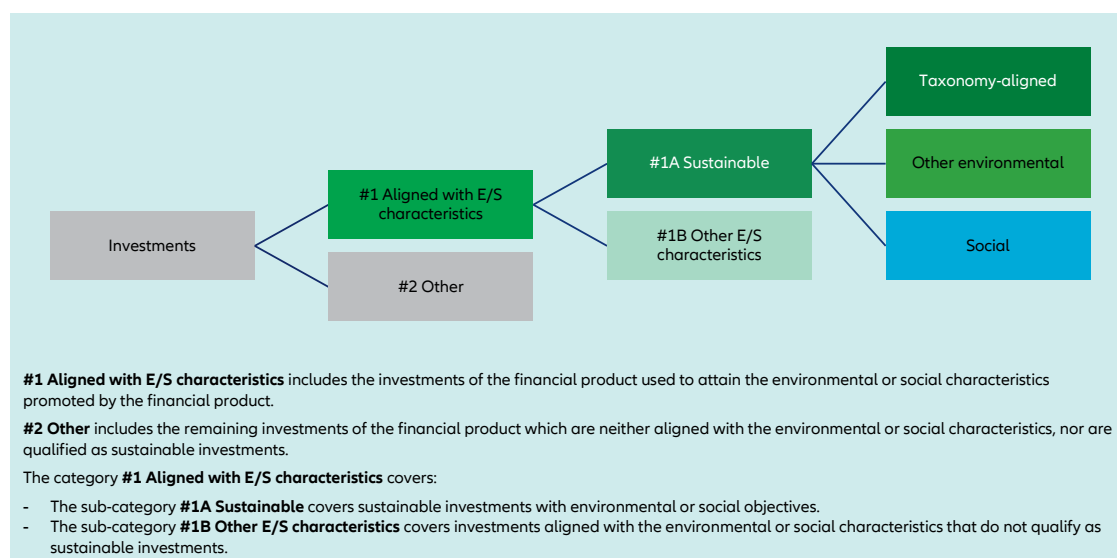 Taxonomy-aligned
#1A Sustainable
Other environmental
#1 Aligned with E/S
characteristics
Investments
#1B Other E/S
characteristics
Social
#2 Other
#1 Aligned with E/S characteristics includes the investments of the financial product used to attain the environmental or social characteristics
promoted by the financial product.
#2 Other includes the remaining investments of the financial product which are neither aligned with the environmental or social characteristics, nor are
qualified as sustainable investments.
The category #1 Aligned with E/S characteristics covers:
- The sub-category #1A Sustainable covers sustainable investments with environmental or social objectives.
- The sub-category #1B Other E/S characteristics covers investments aligned with the environmental or social characteristics that do not qualify as
sustainable investments.